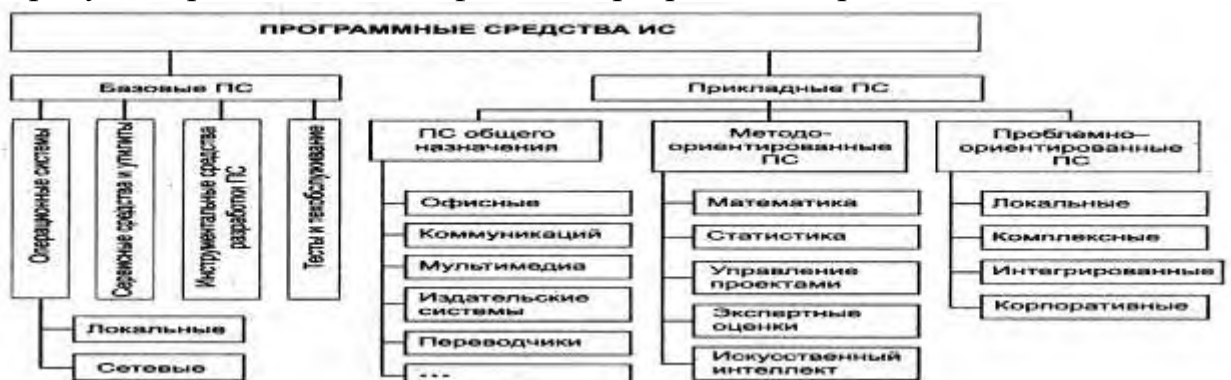 ПРОГРАММНЫЕ СРЕДСТВА ИС
Базовые ПС
Прикладные ПС
Операционные системы
Сервисные средства и утилиты
Инструментальные средства
разработки ПС
Тесты и техобслуживание
Локальные
Сетевые
ПС общего
назначения
Офисные
Коммуникаций
Мультимедиа
Издательские
системы
Переводчики
...
Методо-
ориентированные
ПС
Математика
Статистика
Управление
проектами
Экспертные
оценки
Искусственный
интеллект
Проблемно-
ориентированные
ПС
Локальные
Комплексные
Интегрированные
Корпоративные